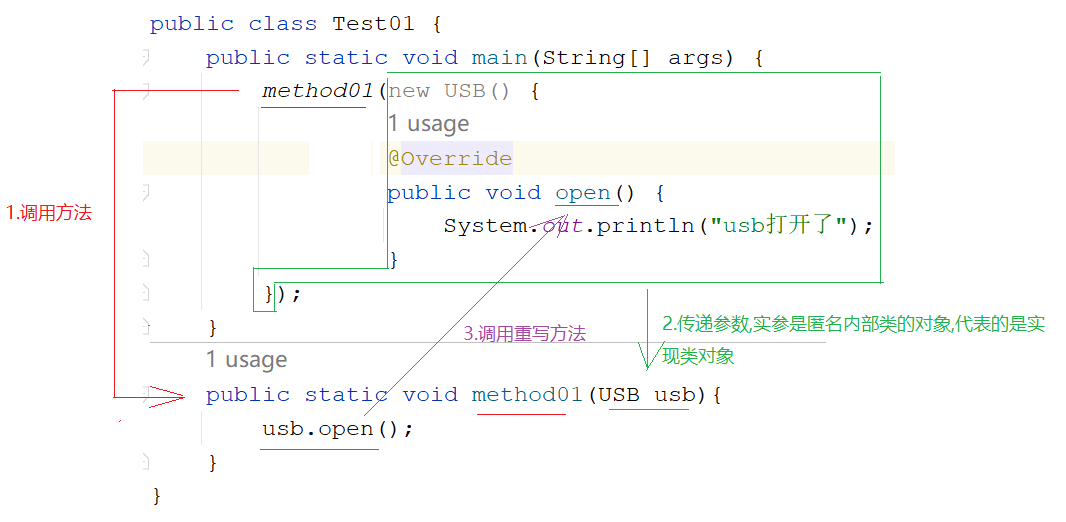 public class Test01 {
public static void main(String[] args) {
method01(new USB() {
1 usage
@Override
public void open() {
1.调用方法
System.out.println("usb打开了");
}
});
2.传递参数,实参是匿名内部类的对象,代表的是实
现类对象
}
3.调用重写方法
1 usage
public static void method01(USB usb){
usb.open();
}
}